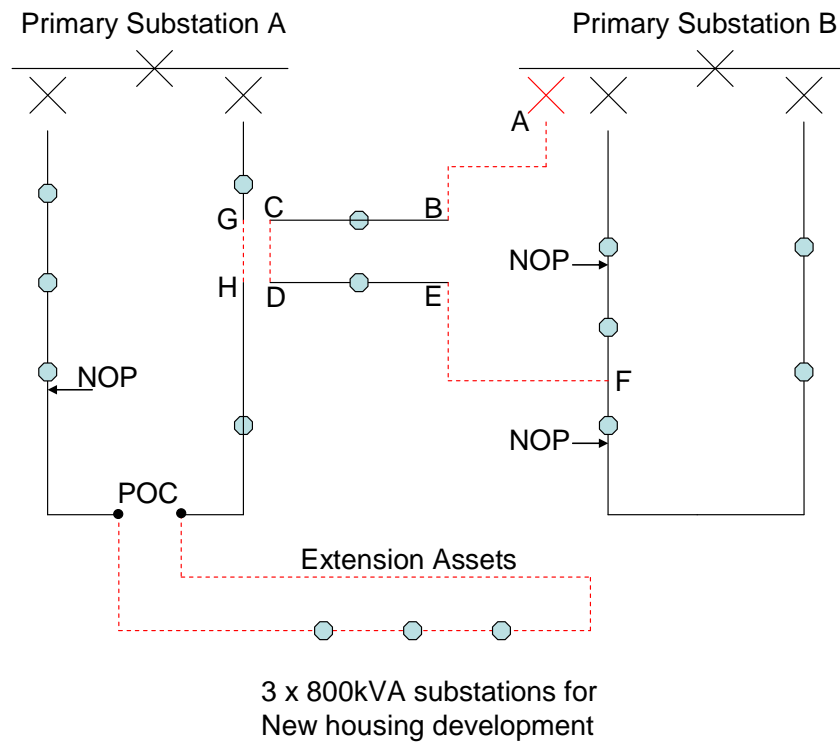 Primary Substation A
Primary Substation B
A
G
C
B
NOP
H
D
E
NOP
F
NOP
POC
Extension Assets
3 x 800kVA substations for
New housing development